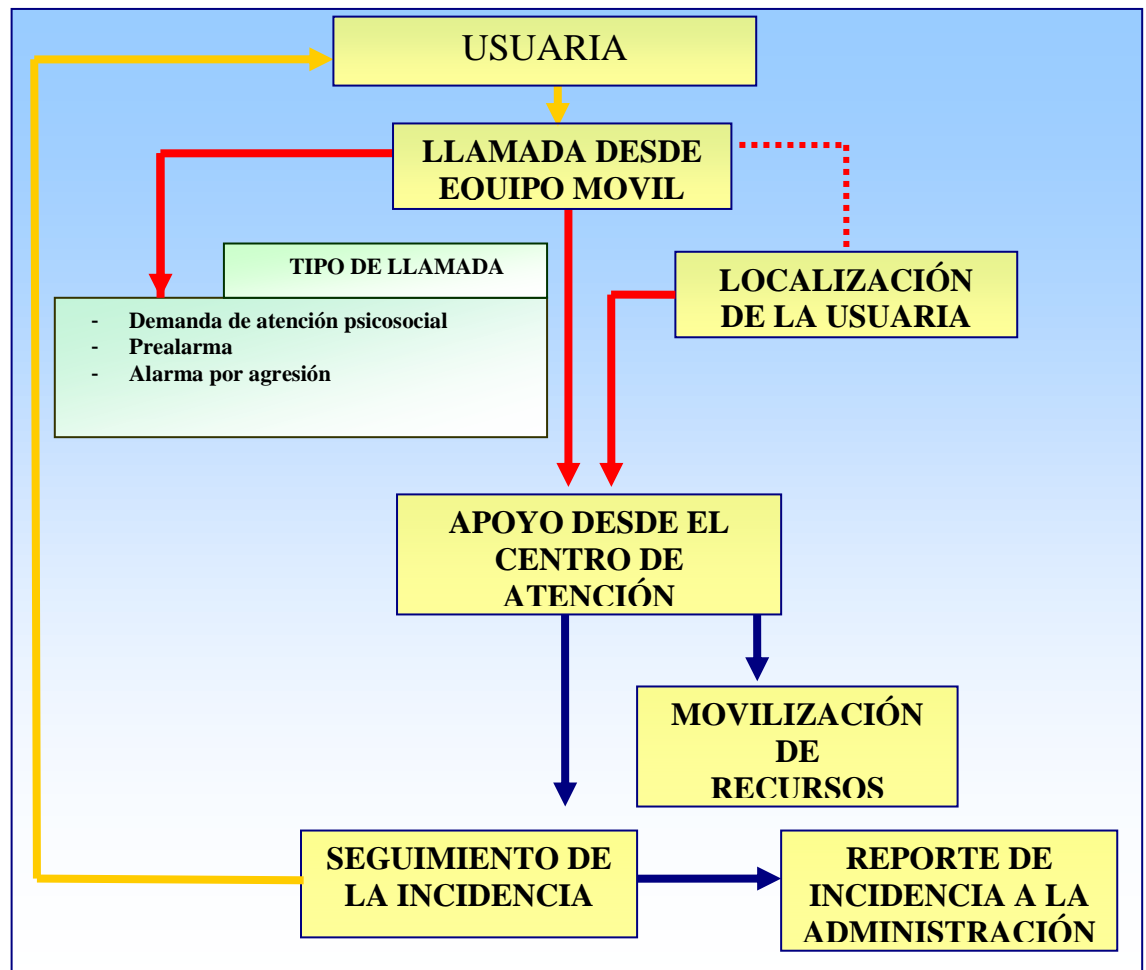 USUARIA
LLAMADA DESDE
EQUIPO MOVIL
TIPO DE LLAMADA
- Demanda de atención psicosocial
- Prealarma
- Alarma por agresión
LOCALIZACIÓN
DE LA USUARIA
APOYO DESDE EL
CENTRO DE
ATENCIÓN
MOVILIZACIÓN
DE
RECURSOS
SEGUIMIENTO DE
LA INCIDENCIA
REPORTE DE
INCIDENCIA A LA
ADMINISTRACIÓN